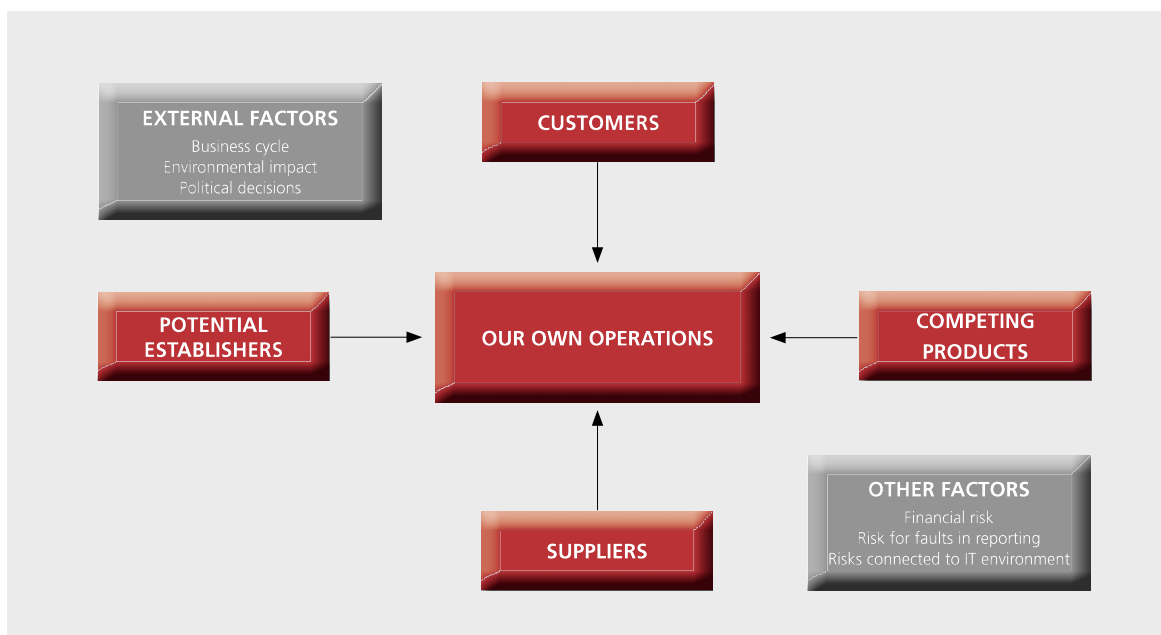 EXTERNAL FACTORS
Business cycle
Environmental impact
Political decisions
CUSTOMERS
POTENTIAL
ESTABLISHERS
OUR OWN OPERATIONS
COMPETING
PRODUCTS
SUPPLIERS
OTHER FACTORS
Financial risk
Risk for faults in reporting
Risks connected to IT environment